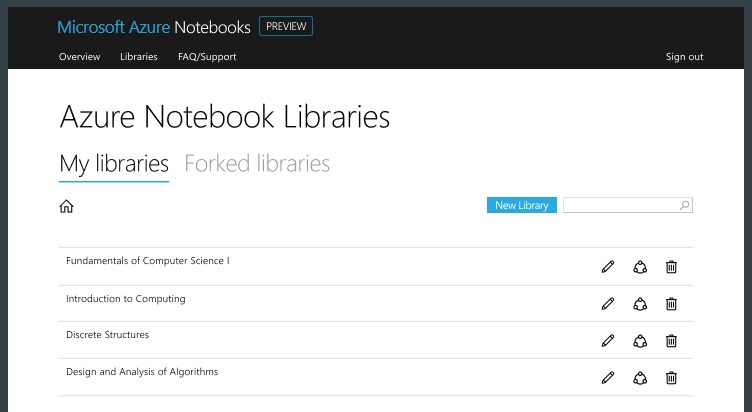 Microsoft Azure Notebooks PREVIEW
Overview Libraries FAQ/Support Sign out
Azure Notebook Libraries
My libraries Forked libraries
New Library
Fundamentals of Computer Science I
Introduction to Computing
Discrete Structures
Design and Analysis of Algorithms